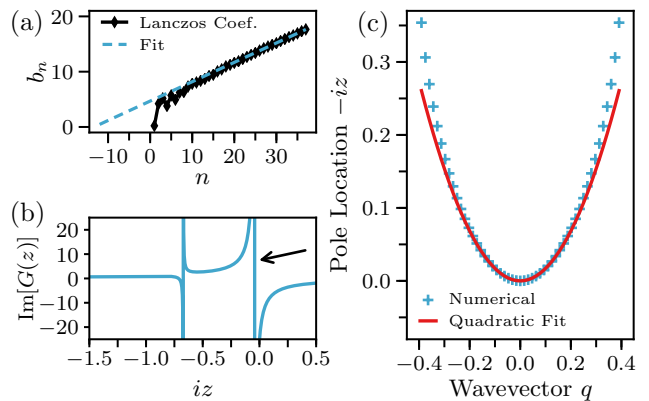 (a)
Lanczos Coef.
Fit
b_n
20
10
0
−10 0 10 20 30
n
(b)
Im[G(z)]
20
10
0
−10
−20
−1.5 −1.0 −0.5 0.0 0.5
iz
(c)
Pole Location −iz
0.3
0.2
0.1
0.0
Numerical
Quadratic Fit
−0.4 −0.2 0.0 0.2 0.4
Wavevector q